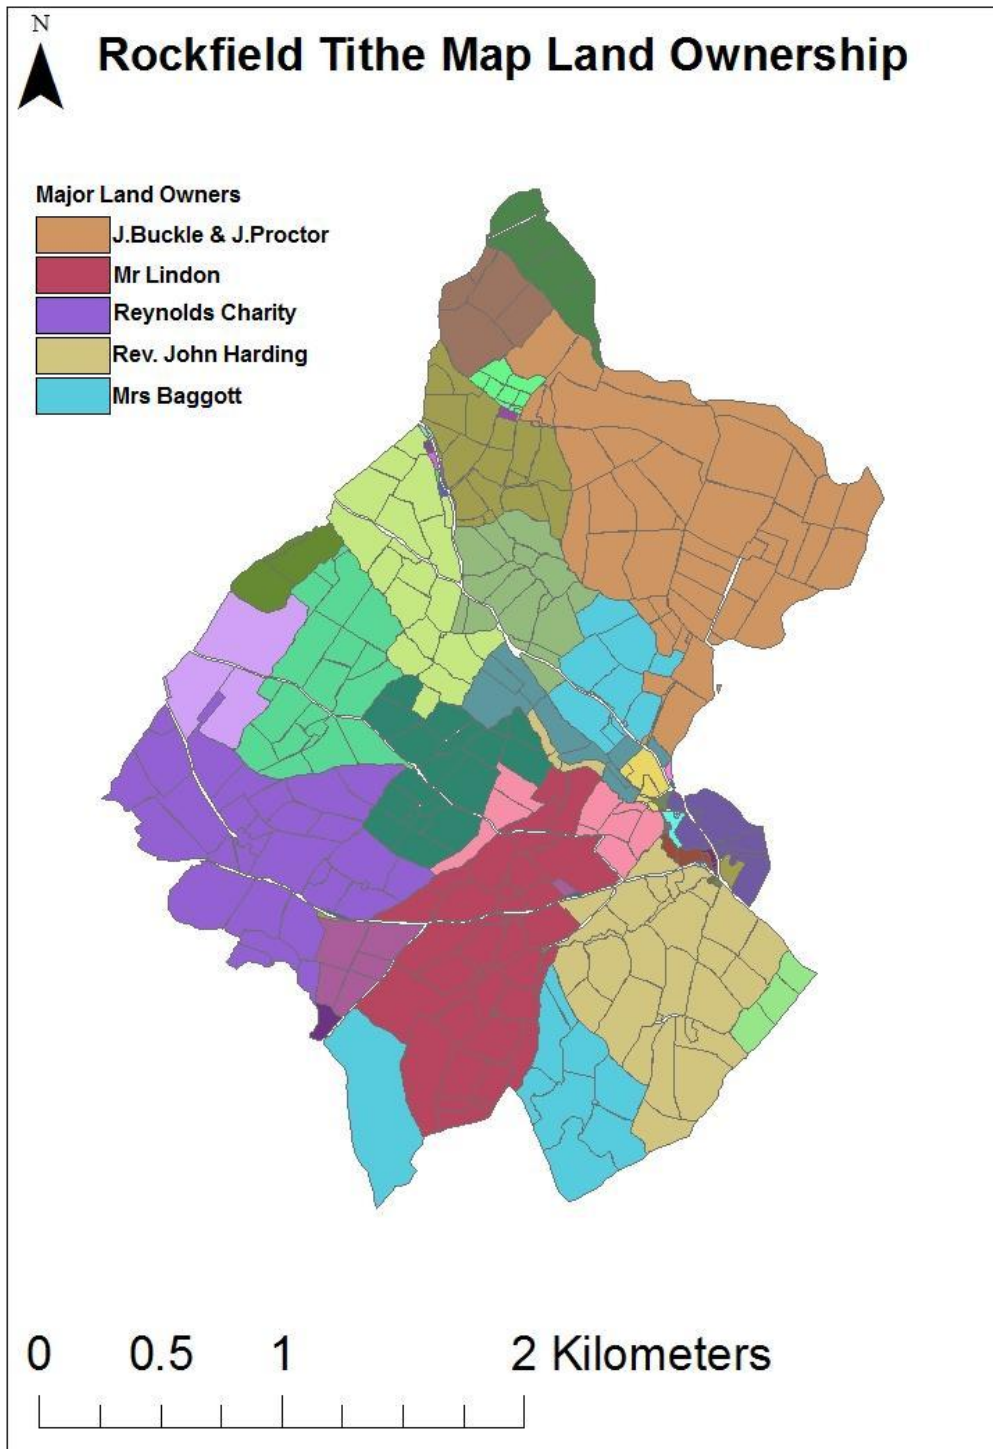 N
Rockfield Tithe Map Land Ownership
Major Land Owners
J.Buckle & J.Proctor
Mr Lindon
Reynolds Charity
Rev. John Harding
Mrs Baggott
0 0.5 1 2 Kilometers